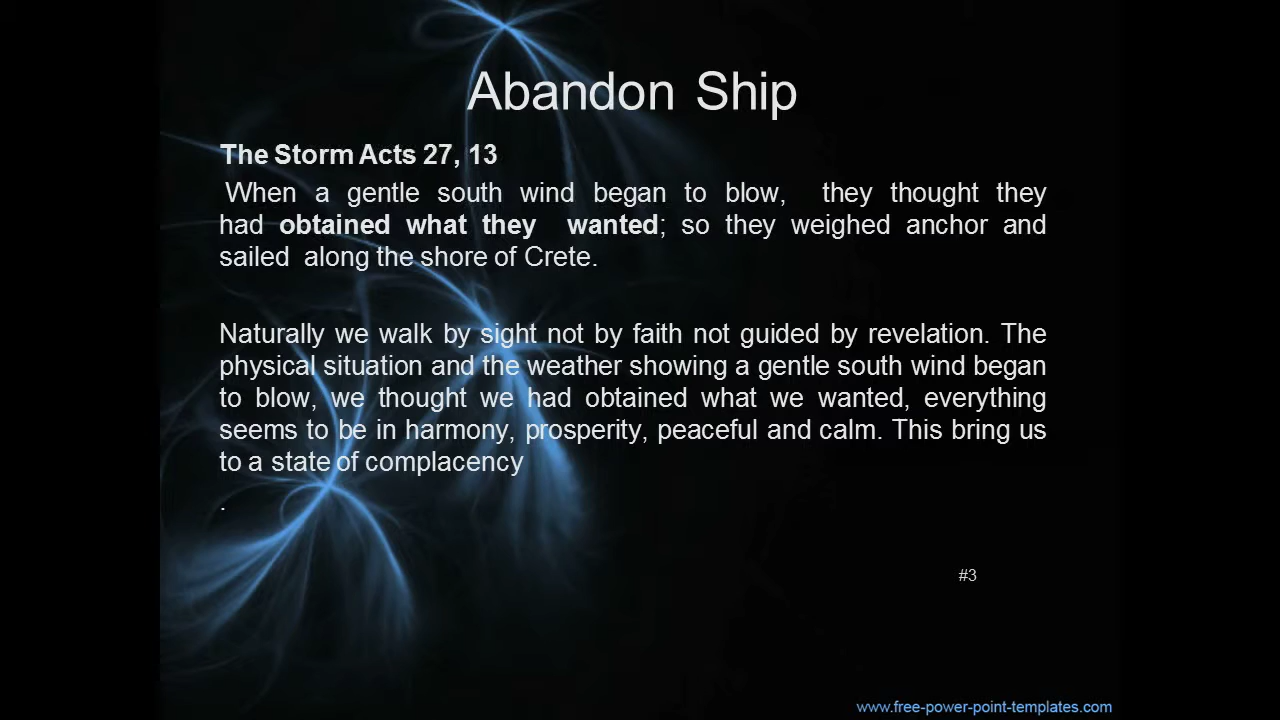 Abandon Ship
The Storm Acts 27, 13
When a gentle south wind began to blow, they thought they
had obtained what they wanted; so they weighed anchor and
sailed along the shore of Crete.
Naturally we walk by sight not by faith not guided by revelation. The
physical situation and the weather showing a gentle south wind began
to blow, we thought we had obtained what we wanted, everything
seems to be in harmony, prosperity, peaceful and calm. This bring us
to a state of complacency
.
#3
www.free-power-point-templates.com